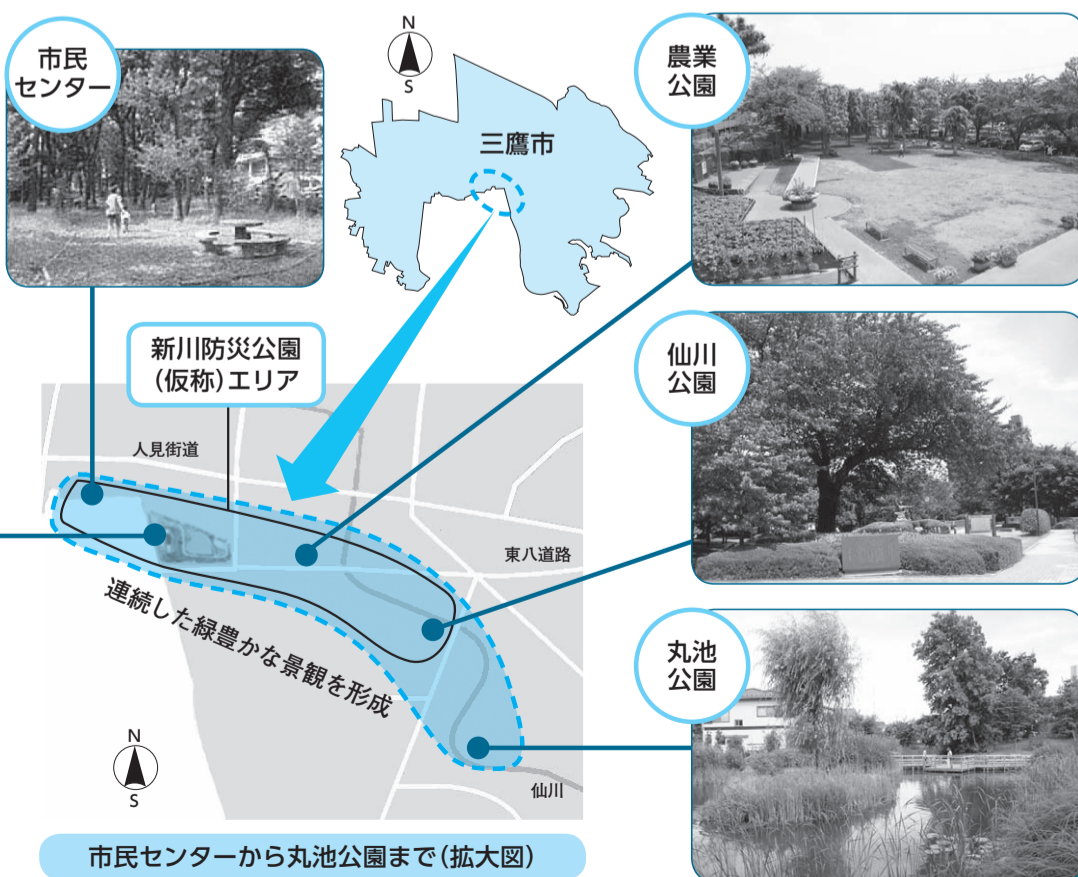 市民
センター
N
S
三鷹市
農業
公園
新川防災公園
（仮称）エリア
仙川
公園
人見街道
東八道路
連続した緑豊かな景観を形成
丸池
公園
N
S
仙川
市民センターから丸池公園まで（拡大図）